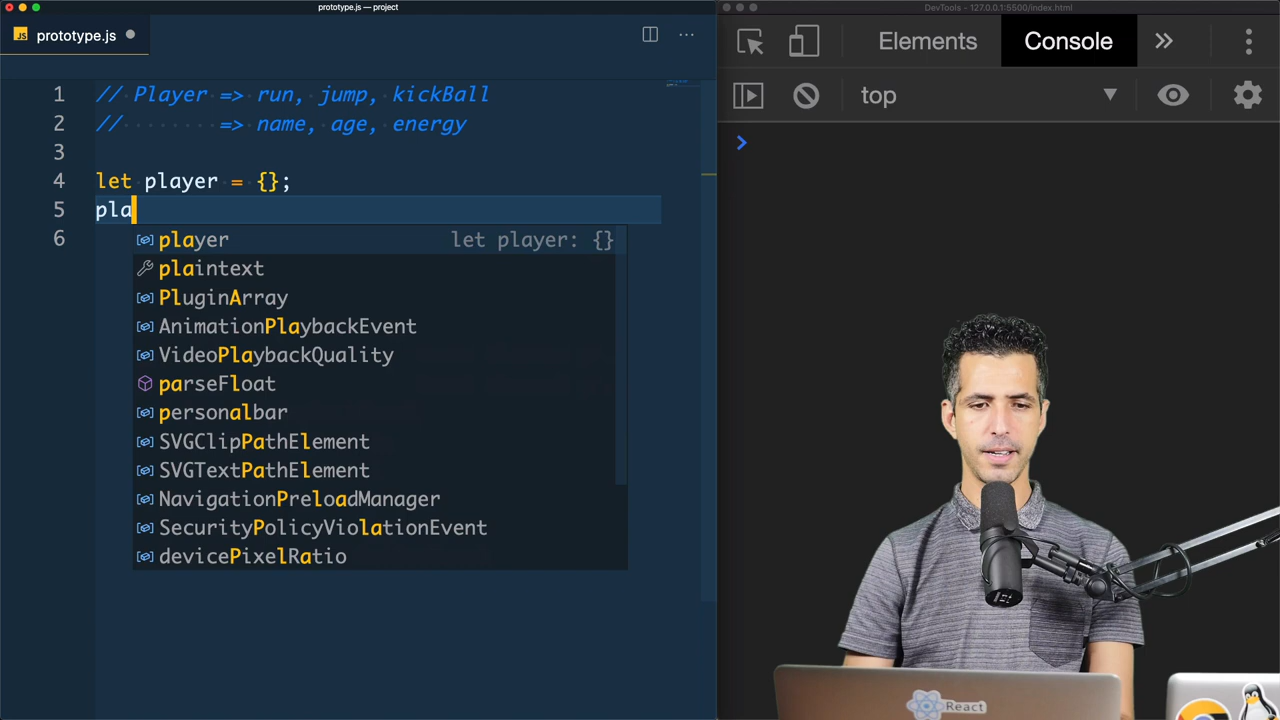 prototype.js — project
DevTools - 127.0.0.1:5500/index.html
JS prototype.js
Elements
Console
top
1 // Player => run, jump, kickBall
2 // ······· => name, age, energy
3
4 let player = {};
5 pla
6
player let player: {}
plaintext
PluginArray
AnimationPlaybackEvent
VideoPlaybackQuality
parseFloat
personalbar
SVGClipPathElement
SVGTextPathElement
NavigationPreloadManager
SecurityPolicyViolationEvent
devicePixelRatio
React